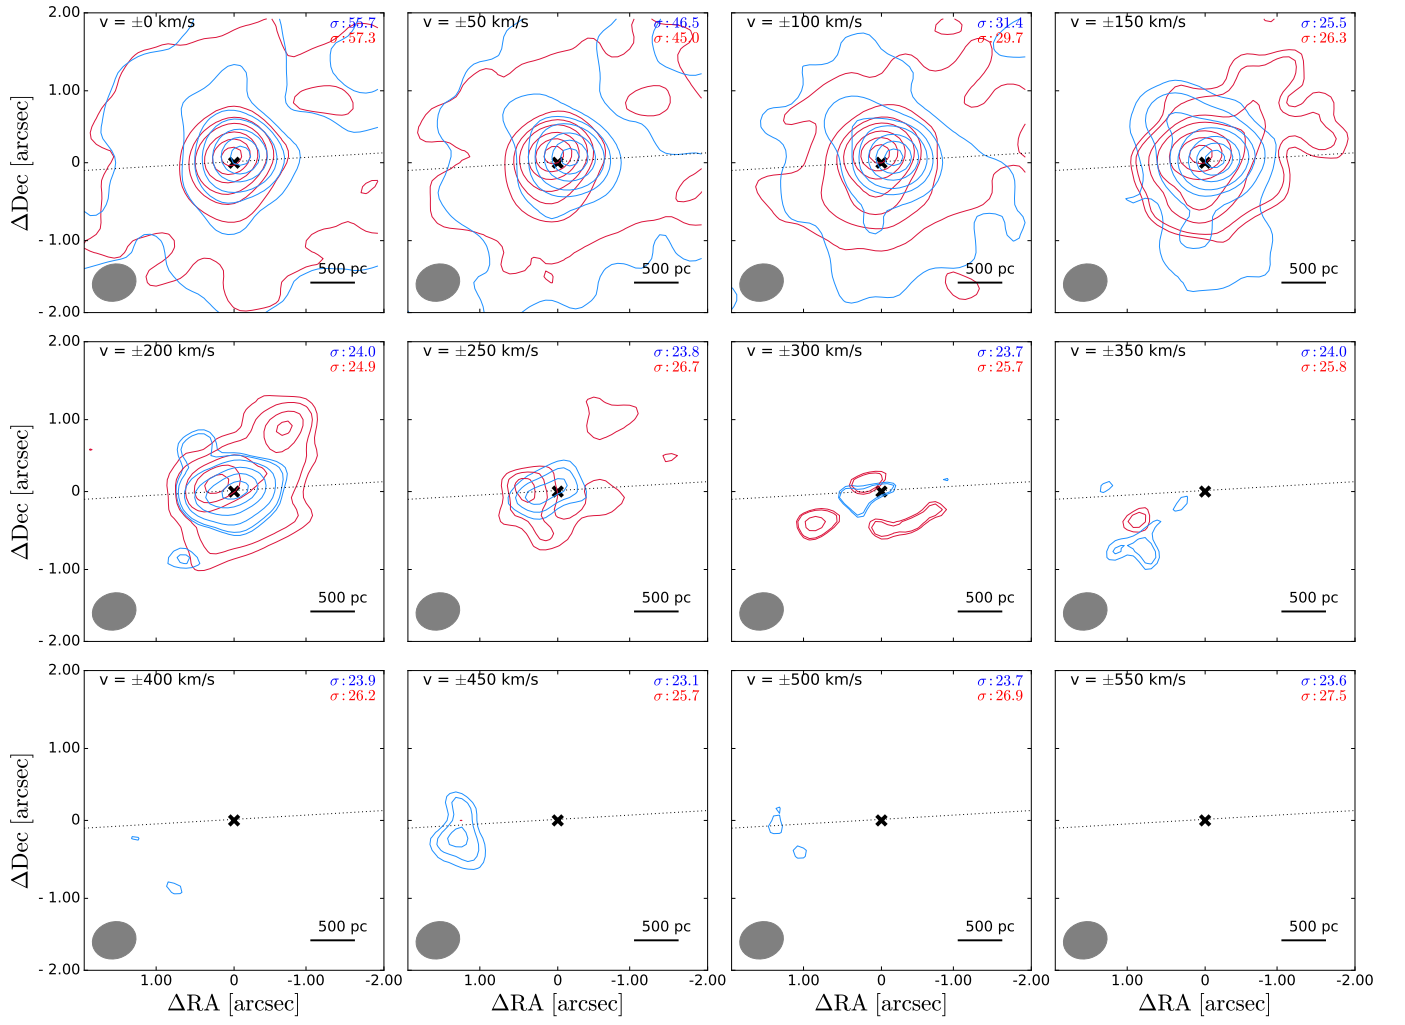 v = ±0 km/s
σ : 55.7
σ : 57.3
v = ±50 km/s
σ : 46.5
σ : 45.0
v = ±100 km/s
σ : 31.4
σ : 29.7
v = ±150 km/s
σ : 25.5
σ : 26.3
2.00
1.00
0
- 1.00
- 2.00
ΔDec [arcsec]
500 pc
500 pc
500 pc
500 pc
v = ±200 km/s
σ : 24.0
σ : 24.9
v = ±250 km/s
σ : 23.8
σ : 26.7
v = ±300 km/s
σ : 23.7
σ : 25.7
v = ±350 km/s
σ : 24.0
σ : 25.8
2.00
1.00
0
- 1.00
- 2.00
ΔDec [arcsec]
500 pc
500 pc
500 pc
500 pc
v = ±400 km/s
σ : 23.9
σ : 26.2
v = ±450 km/s
σ : 23.1
σ : 25.7
v = ±500 km/s
σ : 23.7
σ : 26.9
v = ±550 km/s
σ : 23.6
σ : 27.5
2.00
1.00
0
- 1.00
- 2.00
ΔDec [arcsec]
500 pc
500 pc
500 pc
500 pc
1.00 0 -1.00 -2.00
1.00 0 -1.00 -2.00
1.00 0 -1.00 -2.00
1.00 0 -1.00 -2.00
ΔRA [arcsec]
ΔRA [arcsec]
ΔRA [arcsec]
ΔRA [arcsec]